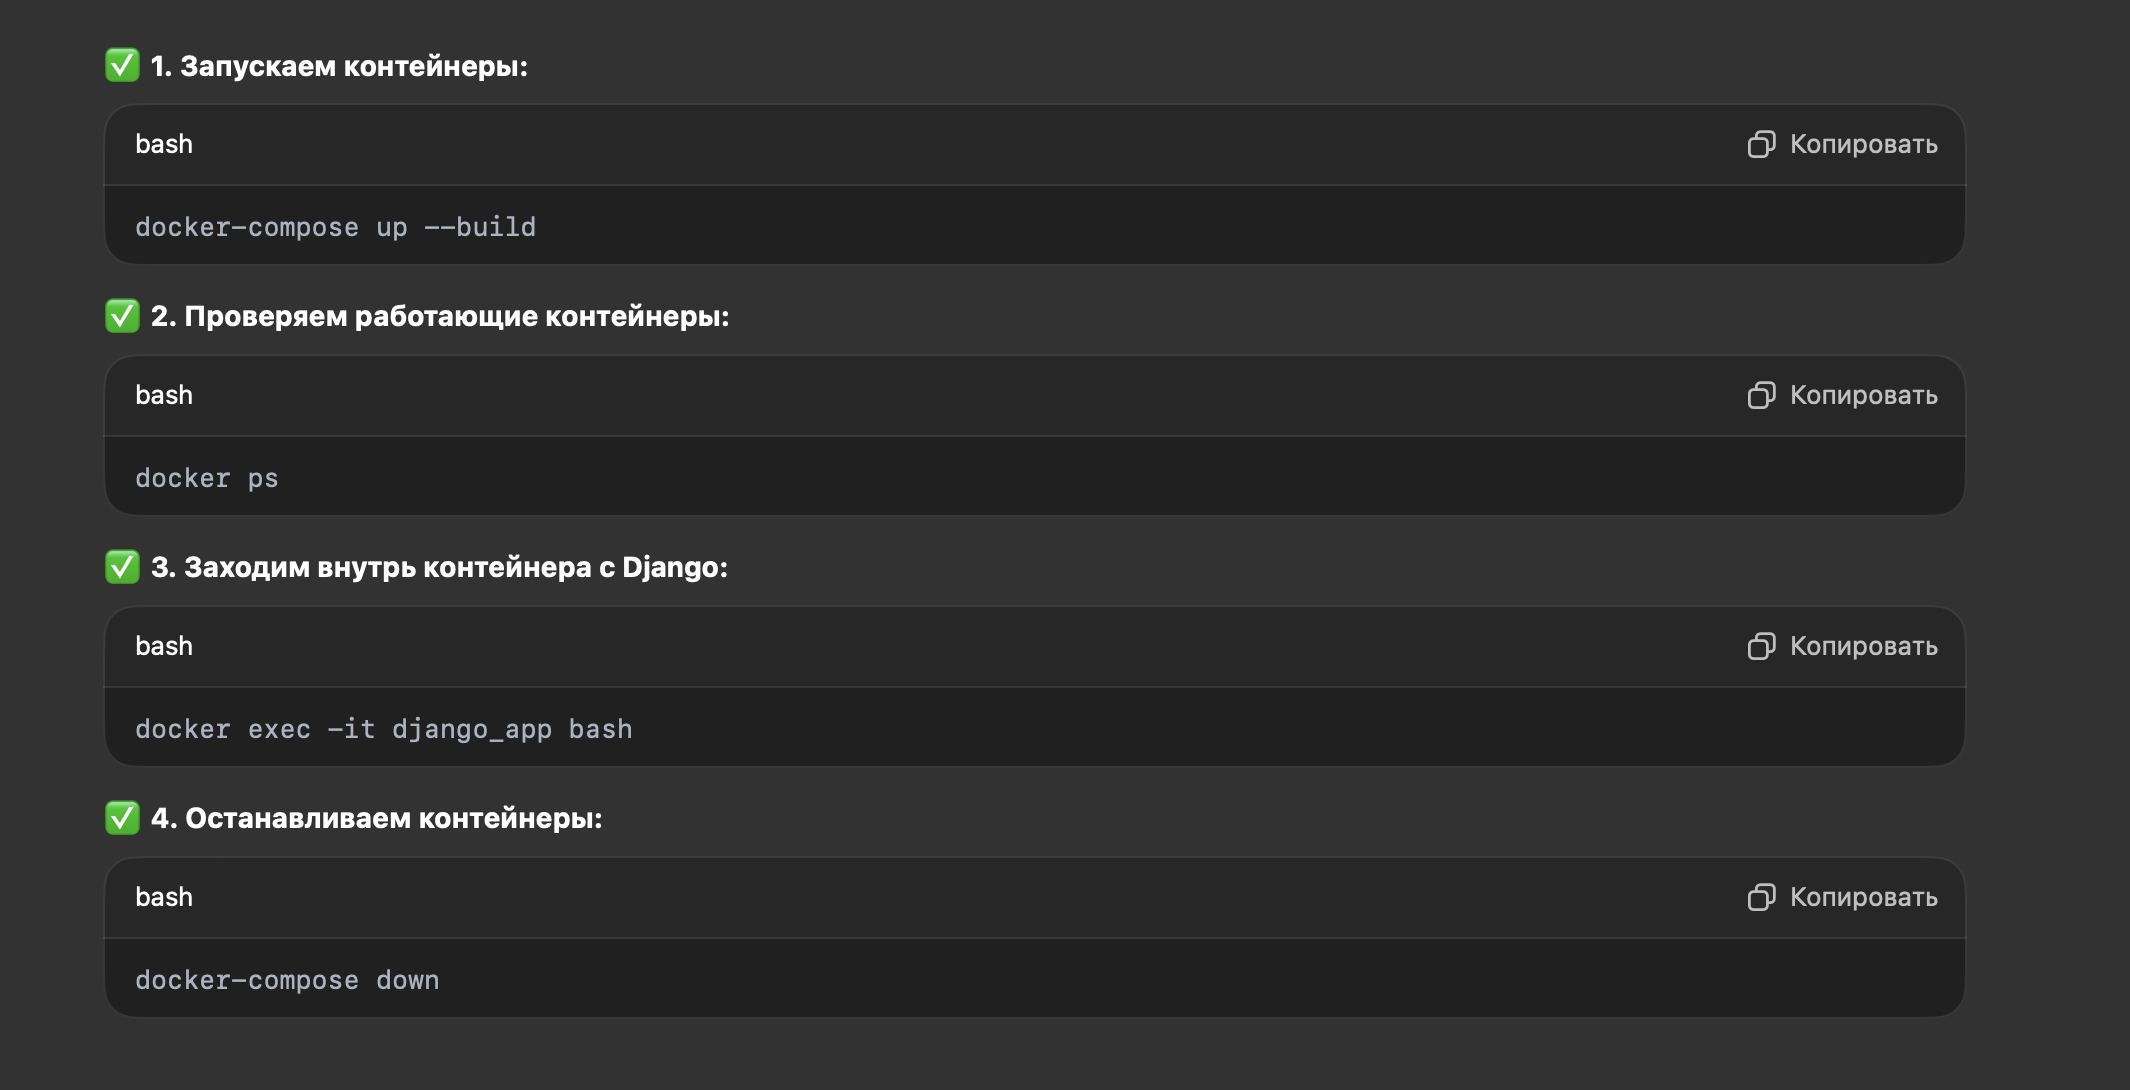 ✅ 1. Запускаем контейнеры:
bash
Копировать
docker-compose up --build
✅ 2. Проверяем работающие контейнеры:
bash
Копировать
docker ps
✅ 3. Заходим внутрь контейнера с Django:
bash
Копировать
docker exec -it django_app bash
✅ 4. Останавливаем контейнеры:
bash
Копировать
docker-compose down